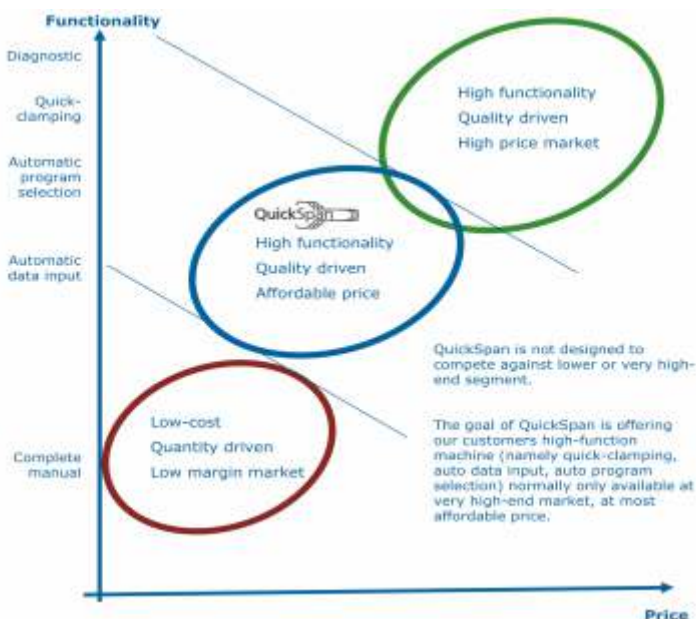 Functionality
Diagnostic
Quick-
clamping
Automatic
program
selection
Automatic
data input
Complete
manual
High functionality
Quality driven
High price market
QuickSpan
High functionality
Quality driven
Affordable price
Low-cost
Quantity driven
Low margin market
QuickSpan is not designed to
compete against lower or very high-
end segment.
The goal of QuickSpan is offering
our customers high-function
machine (namely quick-clamping,
auto data input, auto program
selection) normally only available at
very high-end market, at most
affordable price.
Price